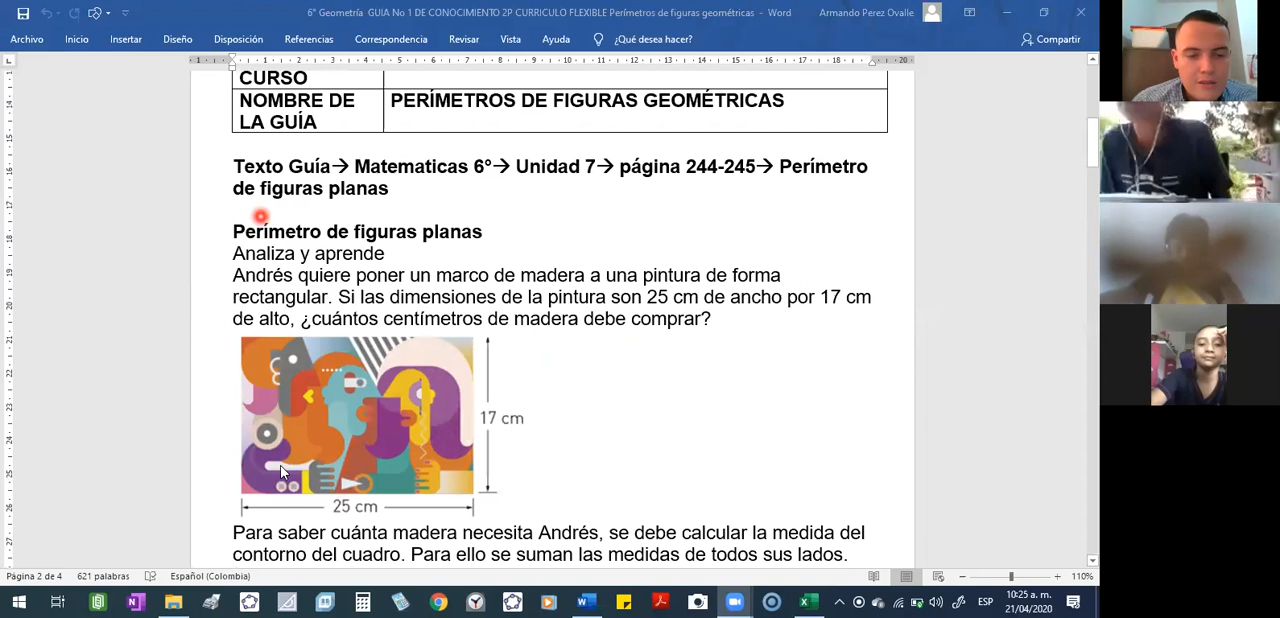 6° Geometría GUIA No 1 DE CONOCIMIENTO 2P CURRICULO FLEXIBLE Perímetros de figuras geométricas - Word
Armando Perez Ovalle
Archivo Inicio Insertar Diseño Disposición Referencias Correspondencia Revisar Vista Ayuda ¿Qué desea hacer? Compartir
CURSO
NOMBRE DE LA GUÍA
PERÍMETROS DE FIGURAS GEOMÉTRICAS
Texto Guía→ Matematicas 6°→ Unidad 7→ página 244-245→ Perímetro
de figuras planas
Perímetro de figuras planas
Analiza y aprende
Andrés quiere poner un marco de madera a una pintura de forma
rectangular. Si las dimensiones de la pintura son 25 cm de ancho por 17 cm
de alto, ¿cuántos centímetros de madera debe comprar?
17 cm
25 cm
Para saber cuánta madera necesita Andrés, se debe calcular la medida del
contorno del cuadro. Para ello se suman las medidas de todos sus lados.
Página 2 de 4 621 palabras Español (Colombia) 110%
ESP
10:25 a. m.
21/04/2020